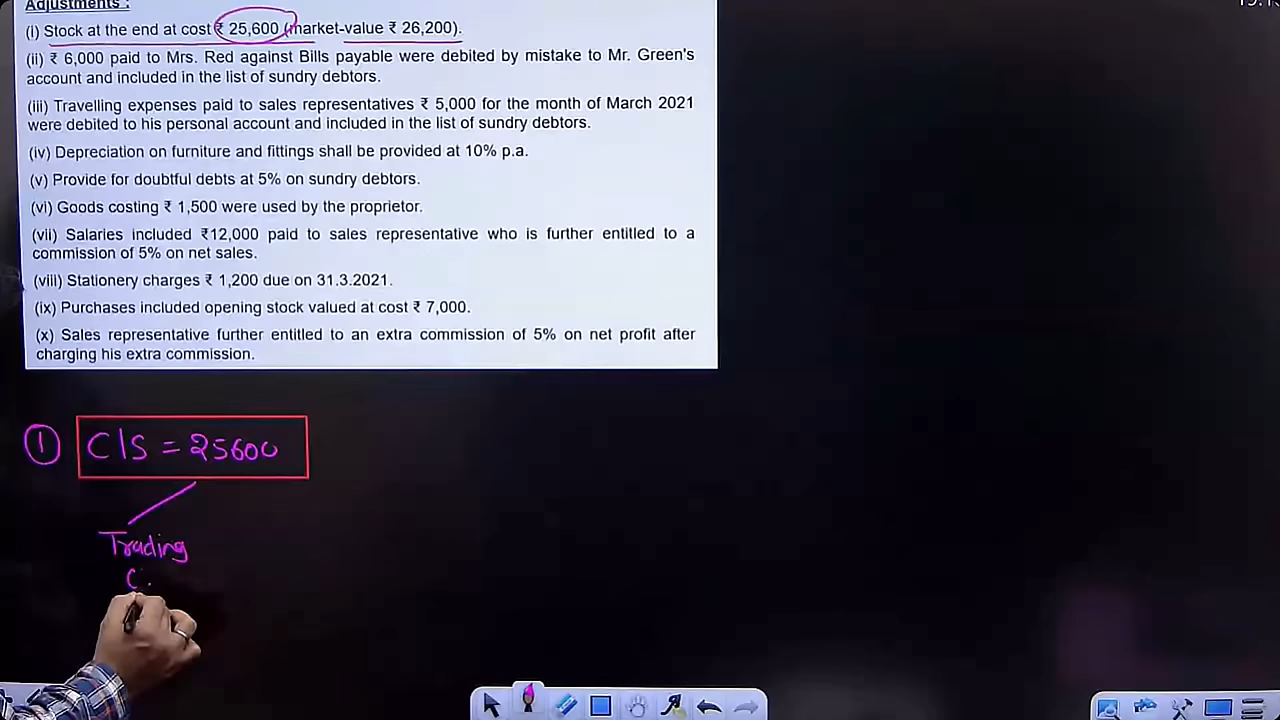 Adjustments :
(i) Stock at the end at cost ₹ 25,600 (market-value ₹ 26,200).
(ii) ₹ 6,000 paid to Mrs. Red against Bills payable were debited by mistake to Mr. Green's
account and included in the list of sundry debtors.
(iii) Travelling expenses paid to sales representatives ₹ 5,000 for the month of March 2021
were debited to his personal account and included in the list of sundry debtors.
(iv) Depreciation on furniture and fittings shall be provided at 10% p.a.
(v) Provide for doubtful debts at 5% on sundry debtors.
(vi) Goods costing ₹ 1,500 were used by the proprietor.
(vii) Salaries included ₹12,000 paid to sales representative who is further entitled to a
commission of 5% on net sales.
(viii) Stationery charges ₹ 1,200 due on 31.3.2021.
(ix) Purchases included opening stock valued at cost ₹ 7,000.
(x) Sales representative further entitled to an extra commission of 5% on net profit after
charging his extra commission.
1 C|S = 25600
Trading